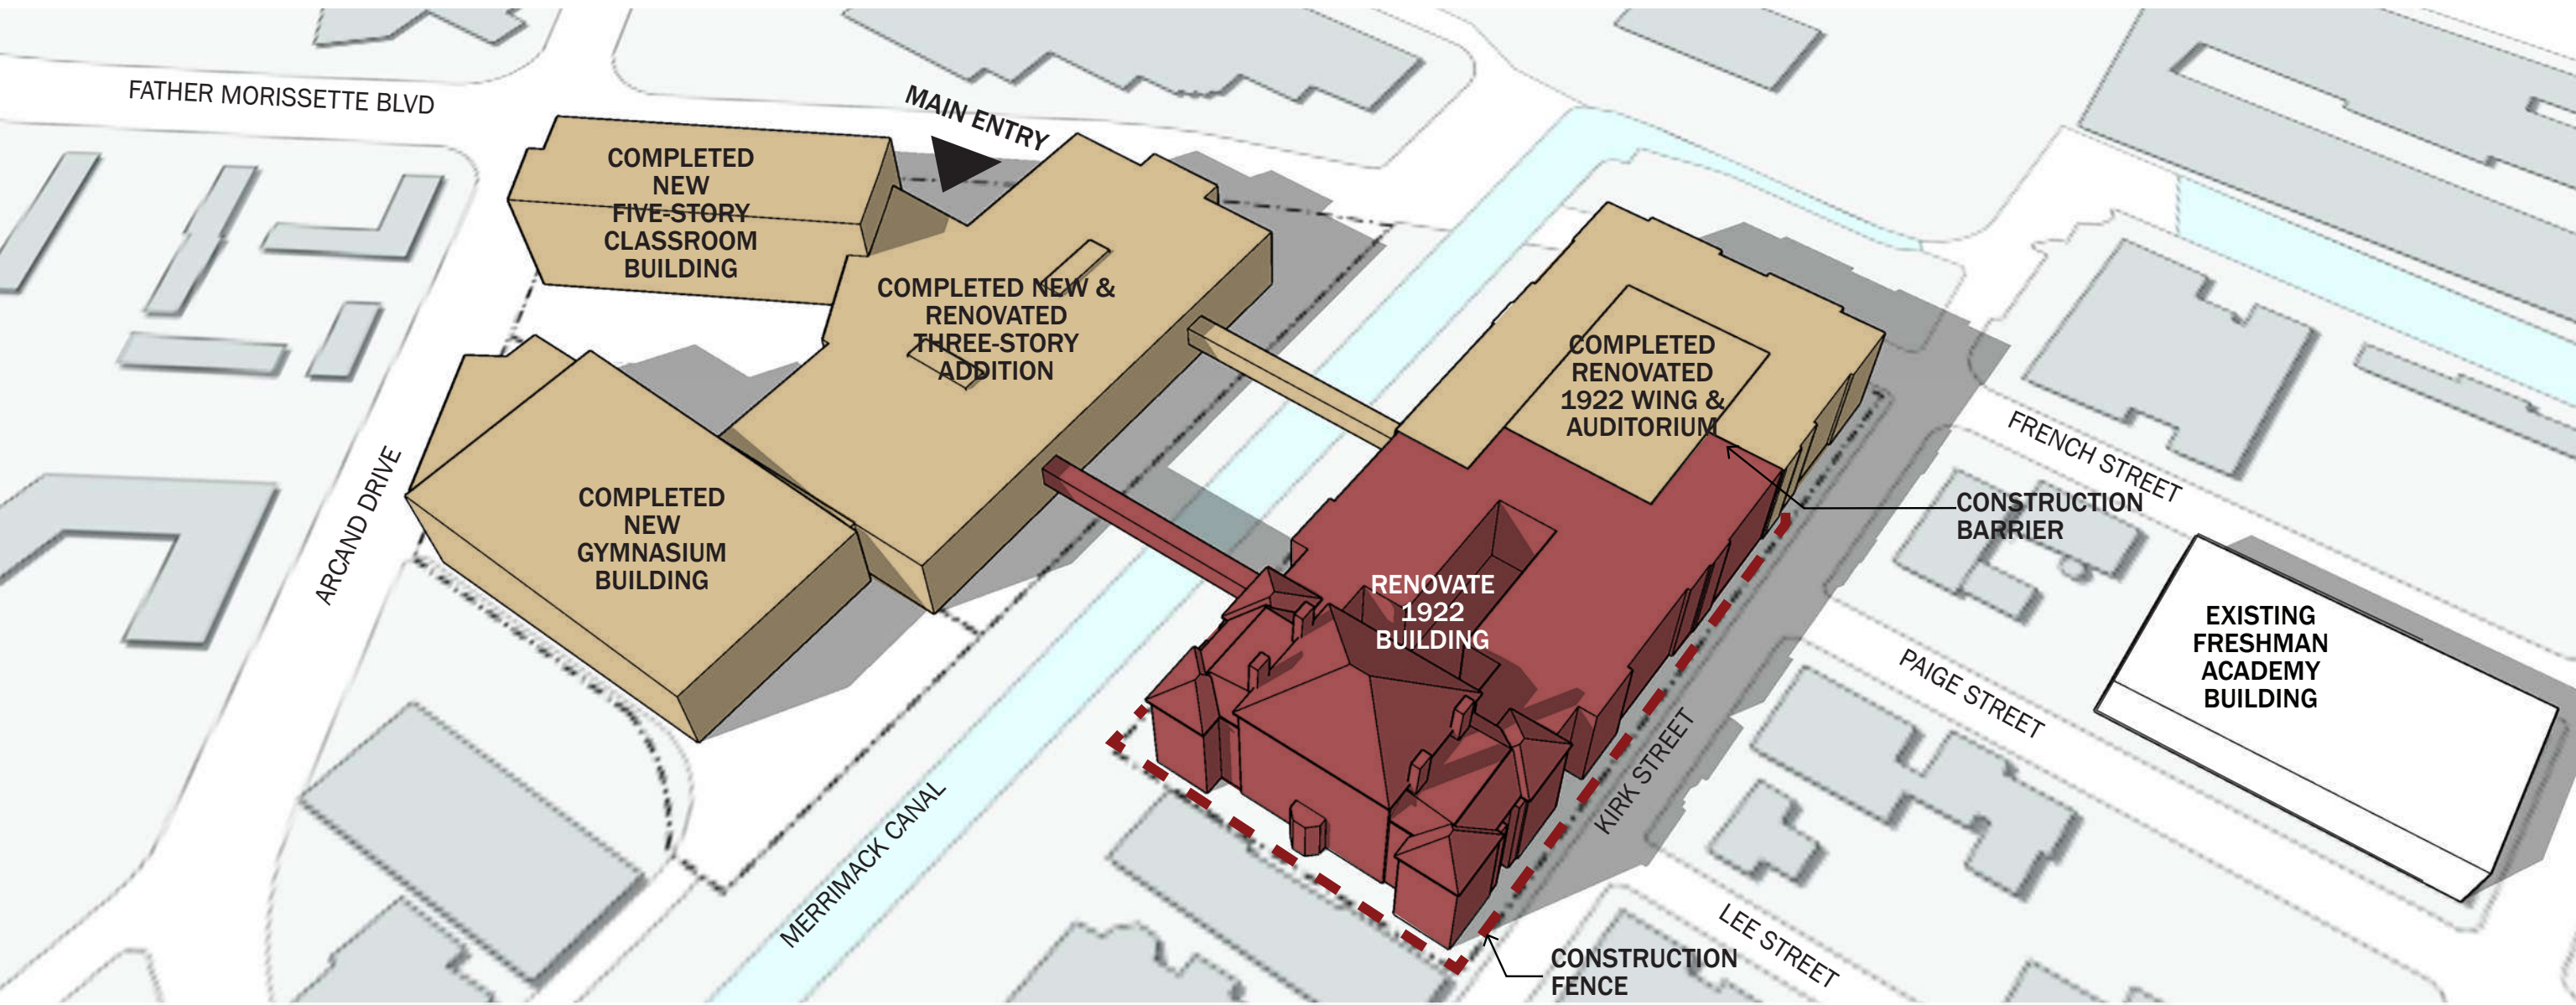 FATHER MORISSETTE BLVD
MAIN ENTRY
COMPLETED
NEW
FIVE-STORY
CLASSROOM
BUILDING
COMPLETED NEW &
RENOVATED
THREE-STORY
ADDITION
COMPLETED
RENOVATED
1922 WING &
AUDITORIUM
FRENCH STREET
CONSTRUCTION
BARRIER
ARCAND DRIVE
COMPLETED
NEW
GYMNASIUM
BUILDING
RENOVATE
1922
BUILDING
EXISTING
FRESHMAN
ACADEMY
BUILDING
PAIGE STREET
KIRK STREET
MERRIMACK CANAL
LEE STREET
CONSTRUCTION
FENCE